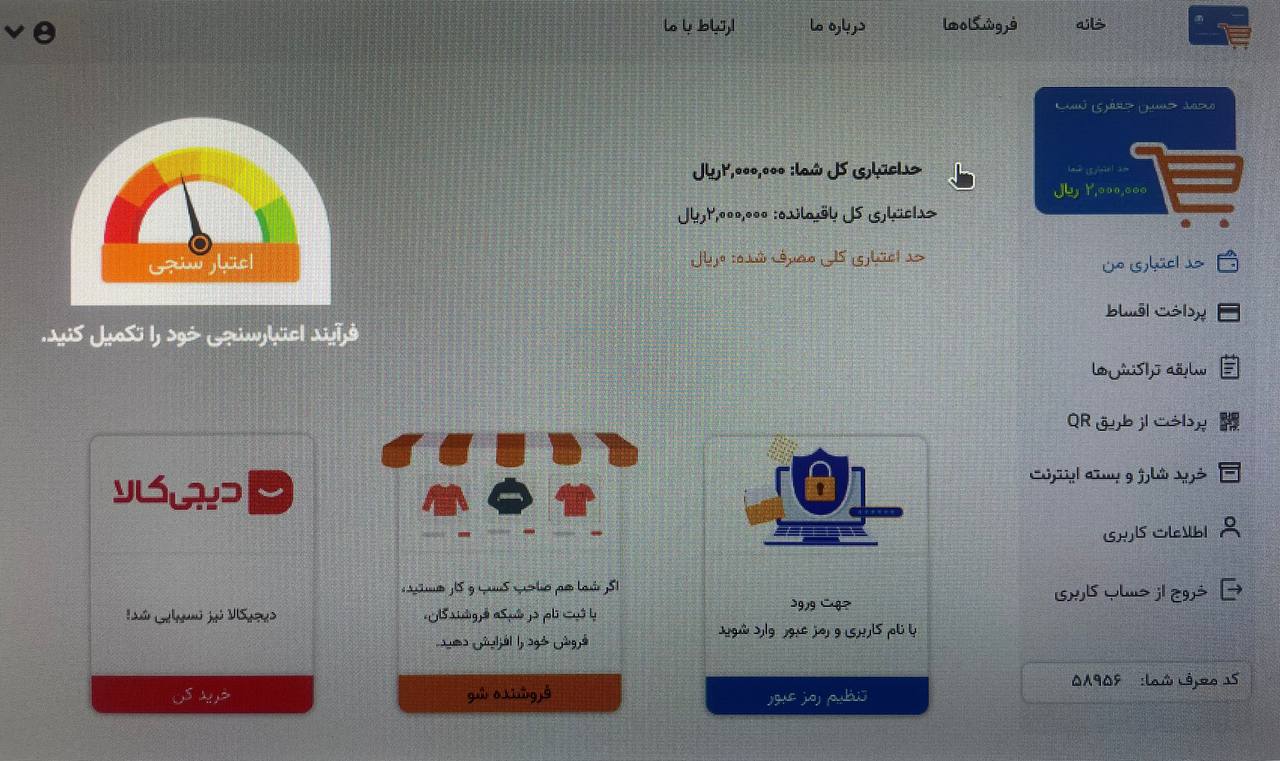 خانه
فروشگاه‌ها
درباره ما
ارتباط با ما
محمد حسین جعفری نسب
حد اعتباری شما
۲,۰۰۰,۰۰۰ ریال
حد اعتباری من
پرداخت اقساط
سابقه تراکنش‌ها
پرداخت از طریق QR
خرید شارژ و بسته اینترنت
اطلاعات کاربری
خروج از حساب کاربری
کد معرف شما: ۵۸۹۵۶
حداعتباری کل شما: ۲,۰۰۰,۰۰۰ریال
حداعتباری کل باقیمانده: ۲,۰۰۰,۰۰۰ریال
حد اعتباری کلی مصرف شده: ۰ریال
اعتبار سنجی
فرآیند اعتبارسنجی خود را تکمیل کنید.
جهت ورود
با نام کاربری و رمز عبور وارد شوید
تنظیم رمز عبور
اگر شما هم صاحب کسب و کار هستید،
با ثبت نام در شبکه فروشندگان،
فروش خود را افزایش دهید.
فروشنده شو
دیجی‌کالا
دیجیکالا نیز نسیبایی شد!
خرید کن